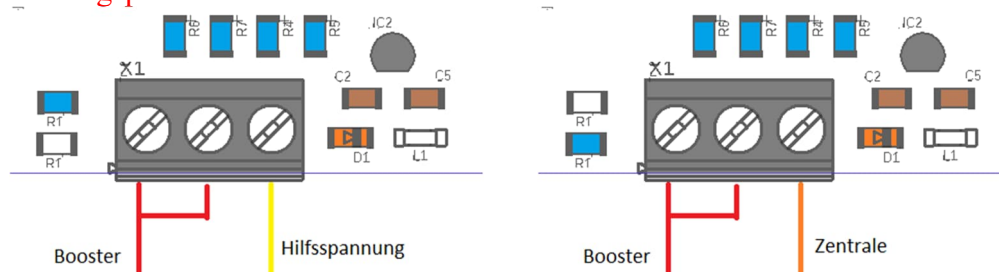 R6 R7 R4 R5 IC2
X1
C2 C5
R1'
R1'
D1 L1
Booster Hilfsspannung
R6 R7 R4 R5 IC2
X1
C2 C5
R1'
R1'
D1 L1
Booster Zentrale